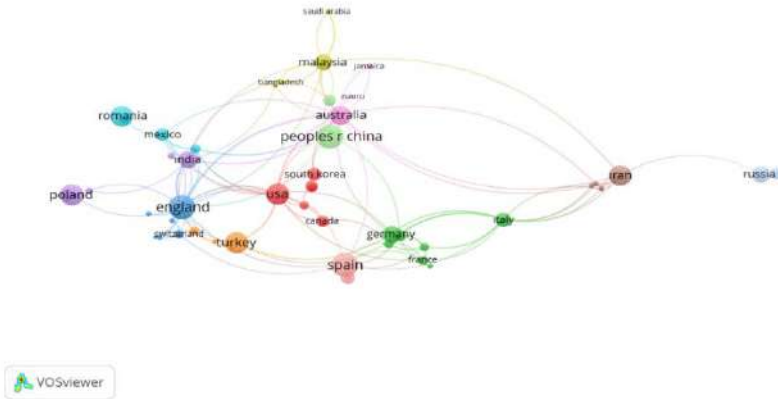 saudi arabia
malaysia
jamaica
bangladesh
australia
romania
peoples r china
mexico
india
south korea
iran
russia
poland
usa
england
canada
italy
switzerland
germany
turkey
france
spain
VOSviewer